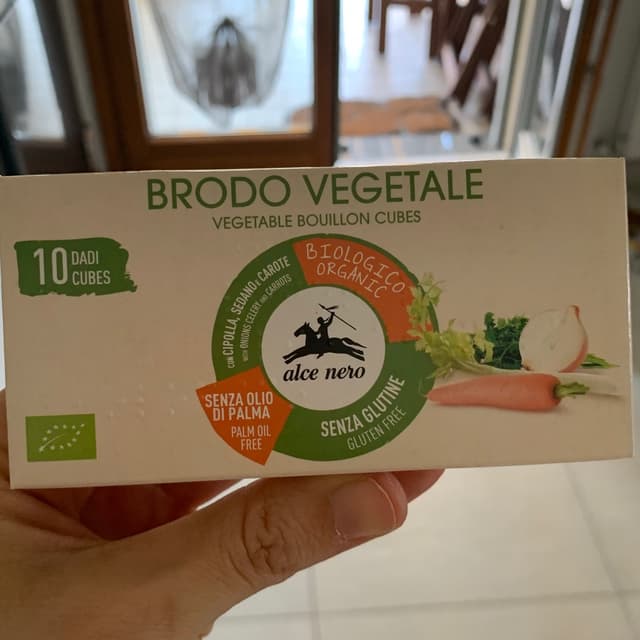 BRODO VEGETALE
VEGETABLE BOUILLON CUBES
10 DADI
CUBES
CON CIPOLLA, SEDANO E CAROTE
WITH ONIONS CELERY AND CARROTS
BIOLOGICO
ORGANIC
alce nero
SENZA OLIO
DI PALMA
PALM OIL
FREE
SENZA GLUTINE
GLUTEN FREE